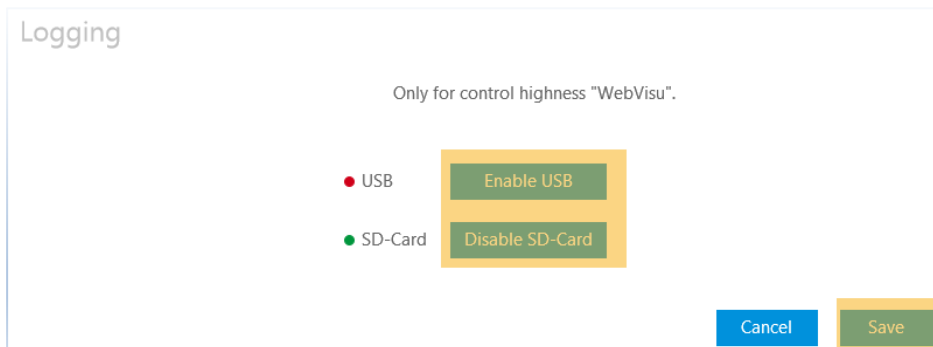 Logging
Only for control highness "WebVisu".
USB Enable USB
SD-Card Disable SD-Card
Cancel Save